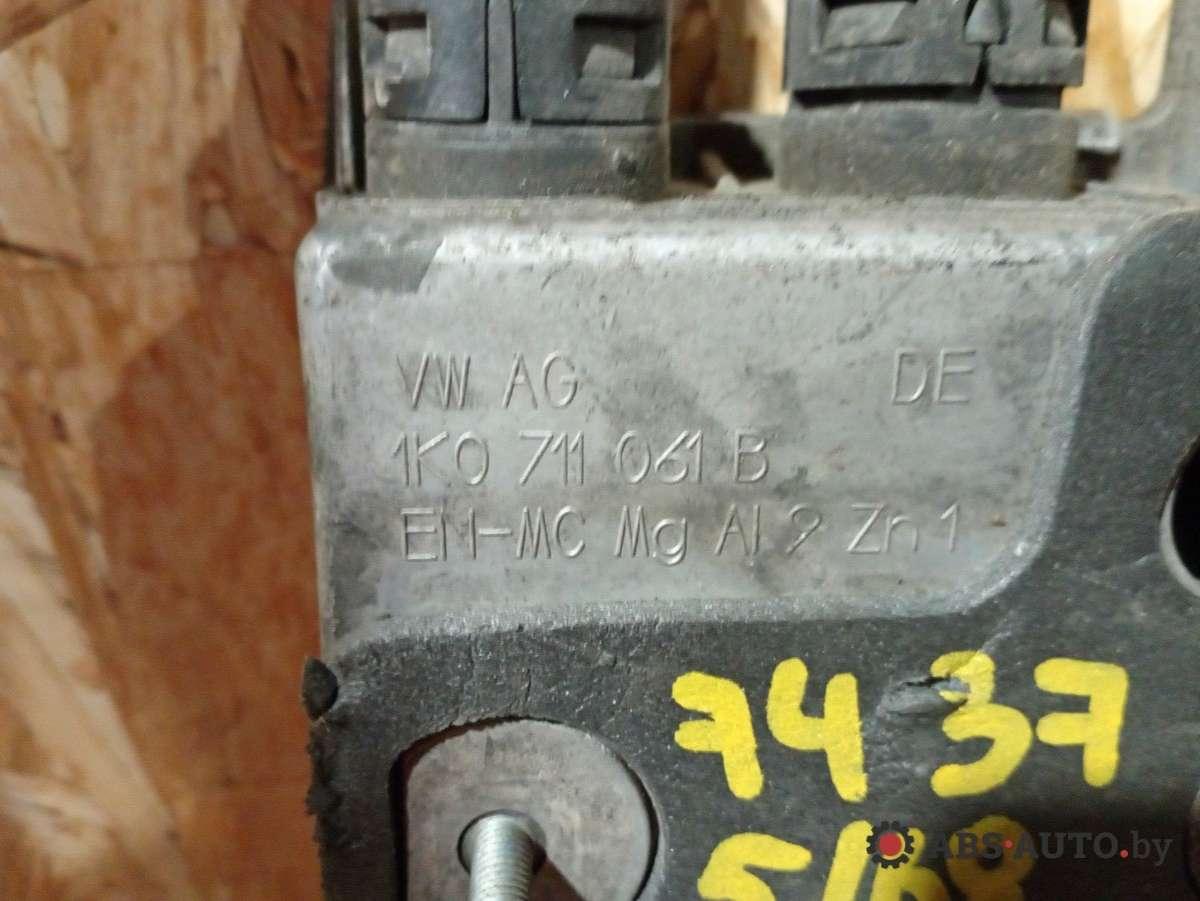 VW AG DE
1K0 711 061 B
EN-MC Mg Al 9 Zn 1
7437
ABS-AUTO.by